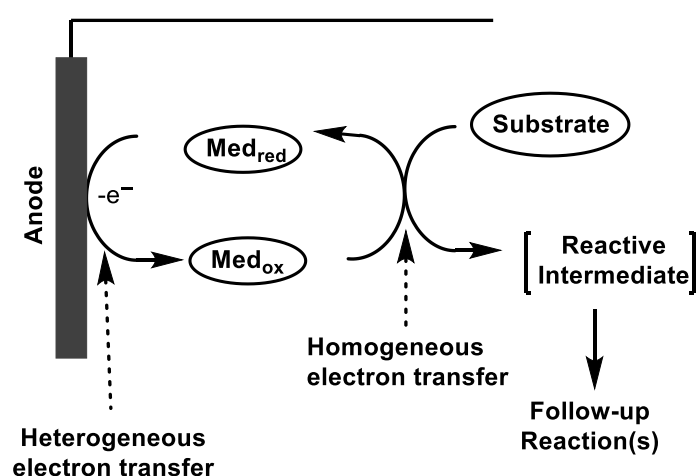 Anode
-e⁻
Med_red
Med_ox
Substrate
Reactive
Intermediate
Homogeneous
electron transfer
Heterogeneous
electron transfer
Follow-up
Reaction(s)